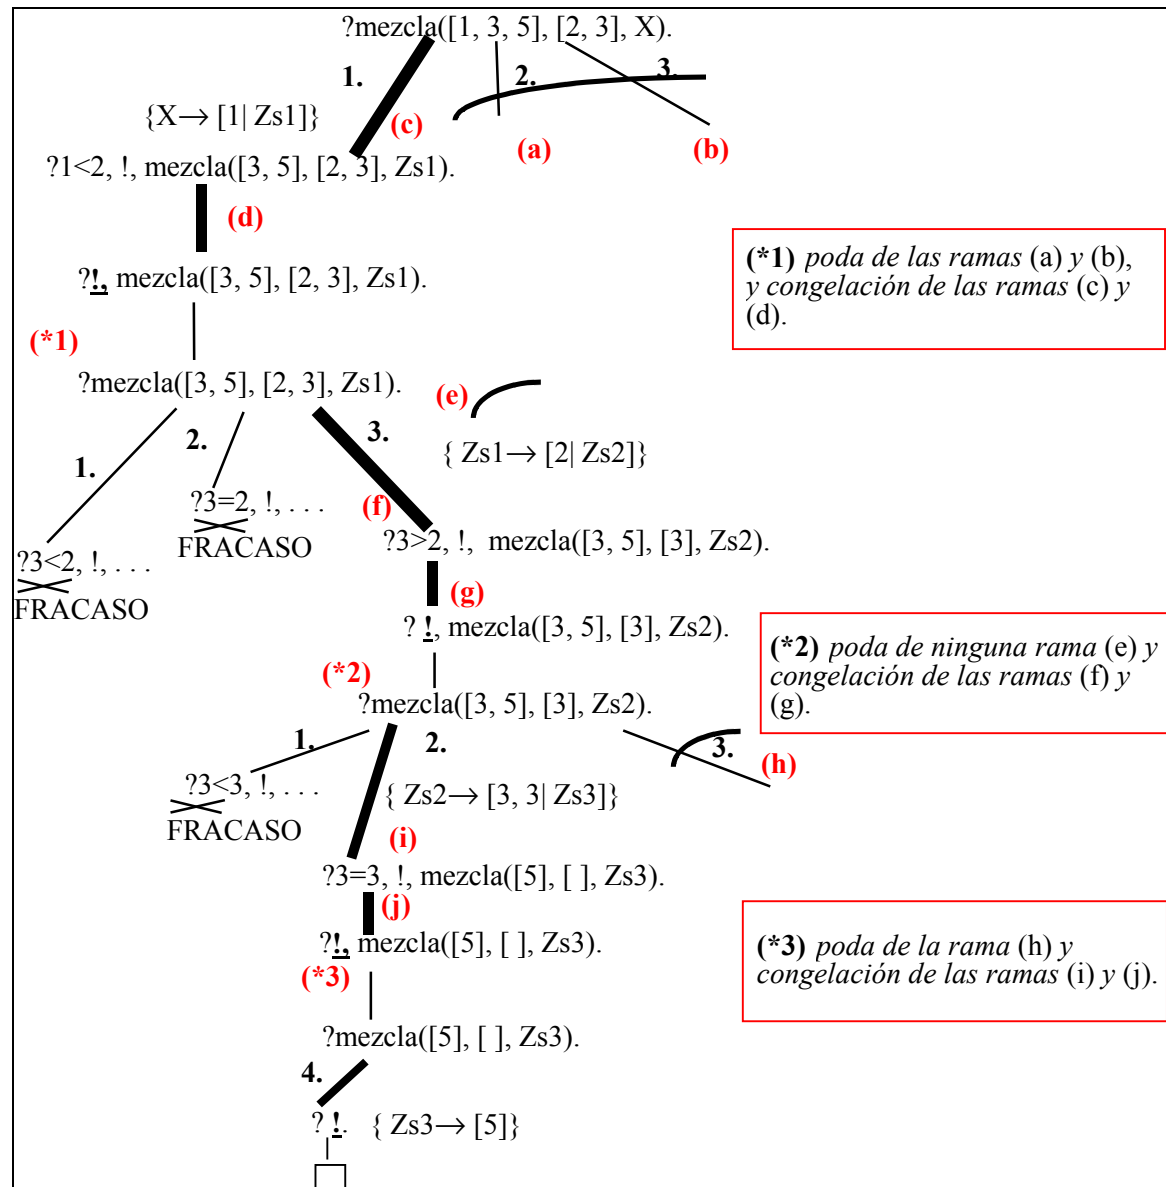 ?mezcla([1, 3, 5], [2, 3], X).
1.
2.
3.
{X→ [1| Zs1]}
(c)
(a)
(b)
?1<2, !, mezcla([3, 5], [2, 3], Zs1).
(d)
(*1) poda de las ramas (a) y (b),
y congelación de las ramas (c) y
(d).
?!, mezcla([3, 5], [2, 3], Zs1).
(*1)
?mezcla([3, 5], [2, 3], Zs1).
(e)
1.
2.
3.
{ Zs1→ [2| Zs2]}
?3=2, !, . . .
(f)
FRACASO
?3<2, !, . . .
FRACASO
?3>2, !, mezcla([3, 5], [3], Zs2).
(g)
? !, mezcla([3, 5], [3], Zs2).
(*2) poda de ninguna rama (e) y
congelación de las ramas (f) y
(g).
(*2)
?mezcla([3, 5], [3], Zs2).
1.
2.
3.
(h)
?3<3, !, . . .
FRACASO
{ Zs2→ [3, 3| Zs3]}
(i)
?3=3, !, mezcla([5], [ ], Zs3).
(j)
?!, mezcla([5], [ ], Zs3).
(*3)
(*3) poda de la rama (h) y
congelación de las ramas (i) y (j).
?mezcla([5], [ ], Zs3).
4.
? !. { Zs3→ [5]}